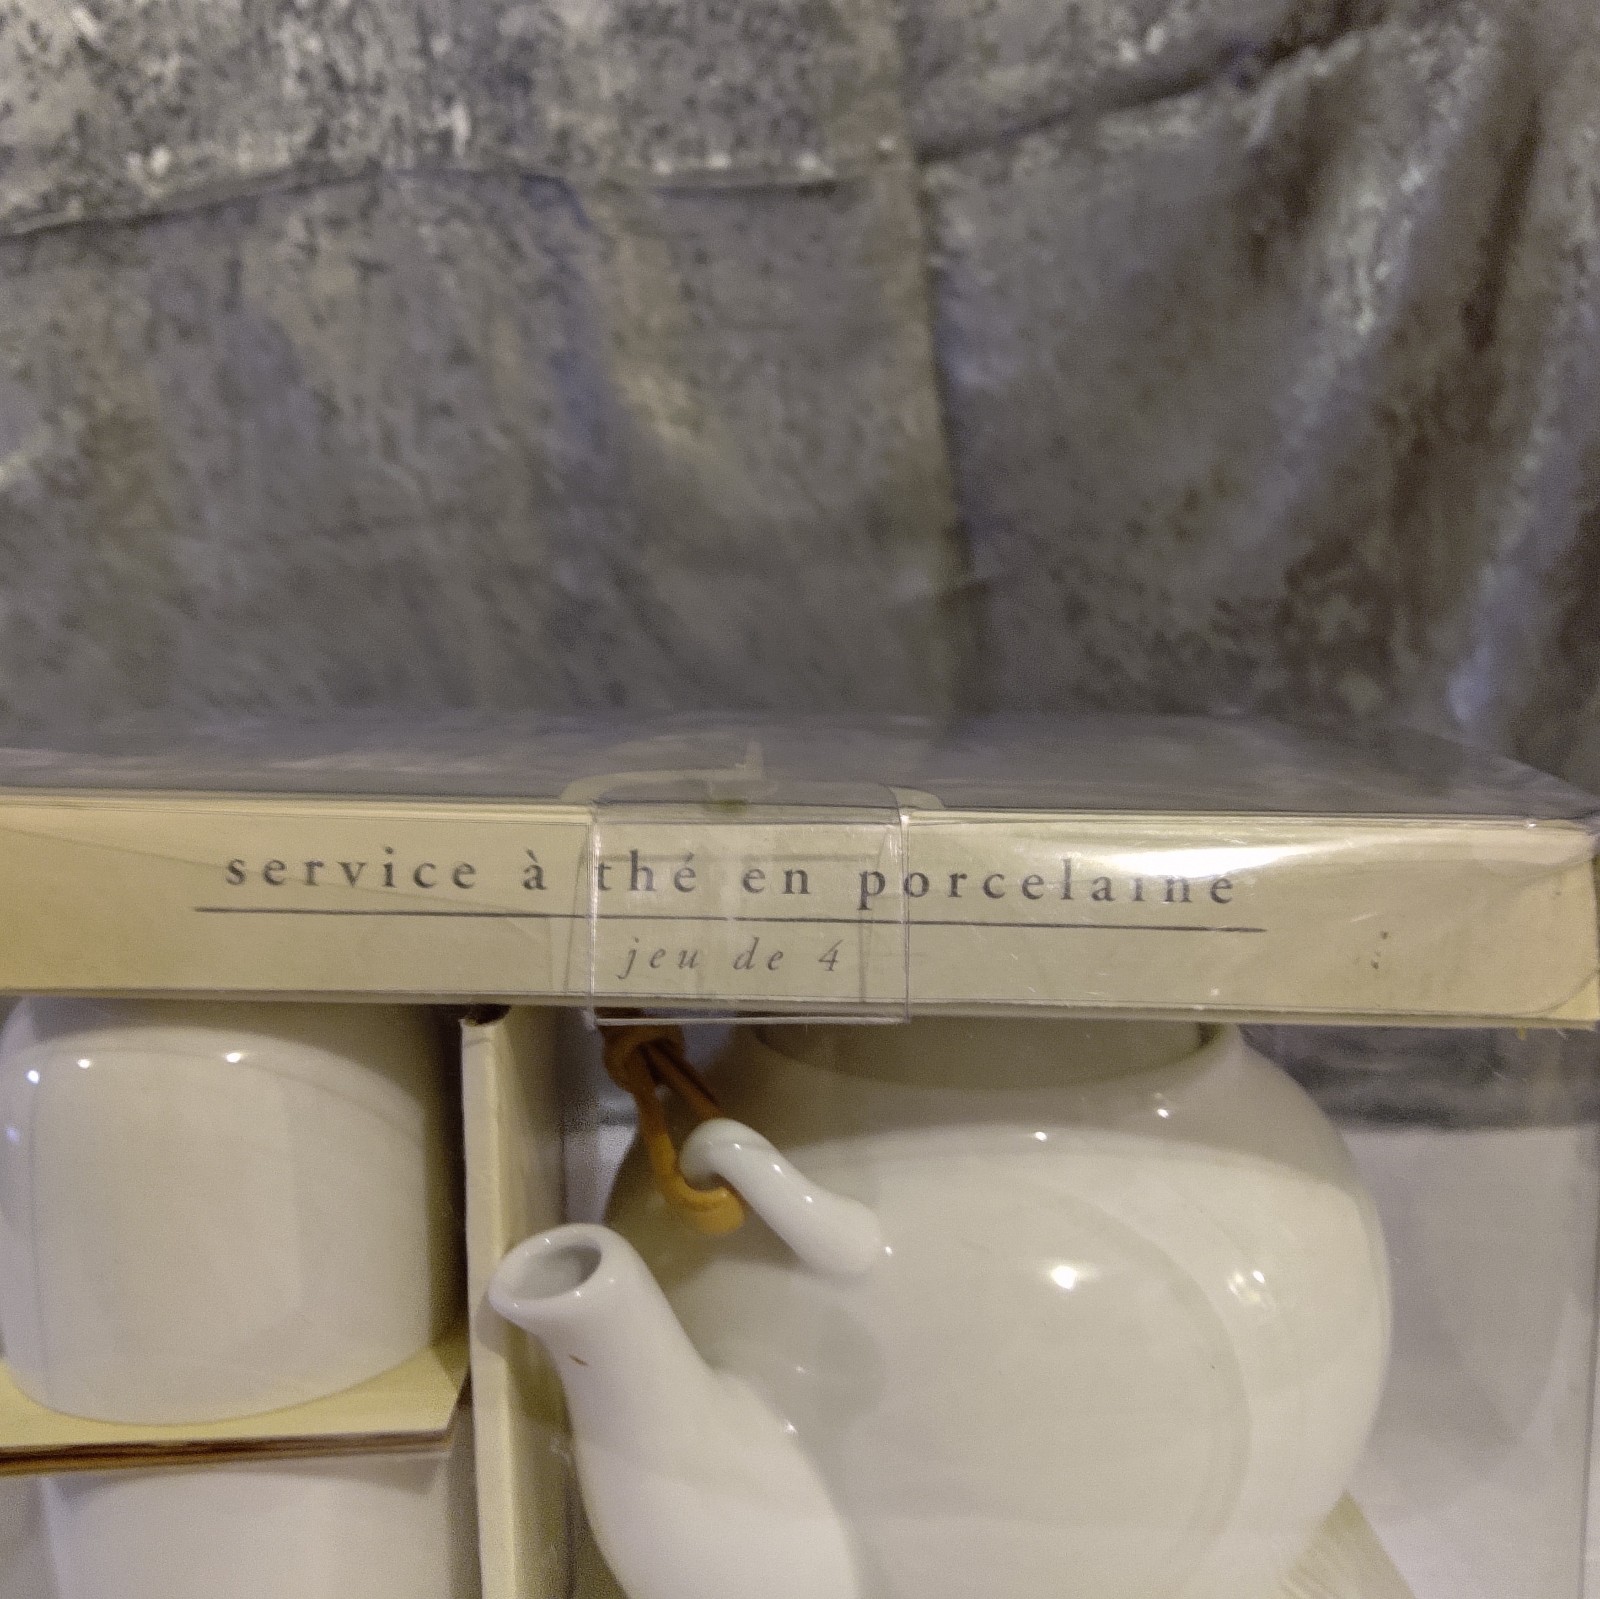 service à thé en porcelaine
jeu de 4